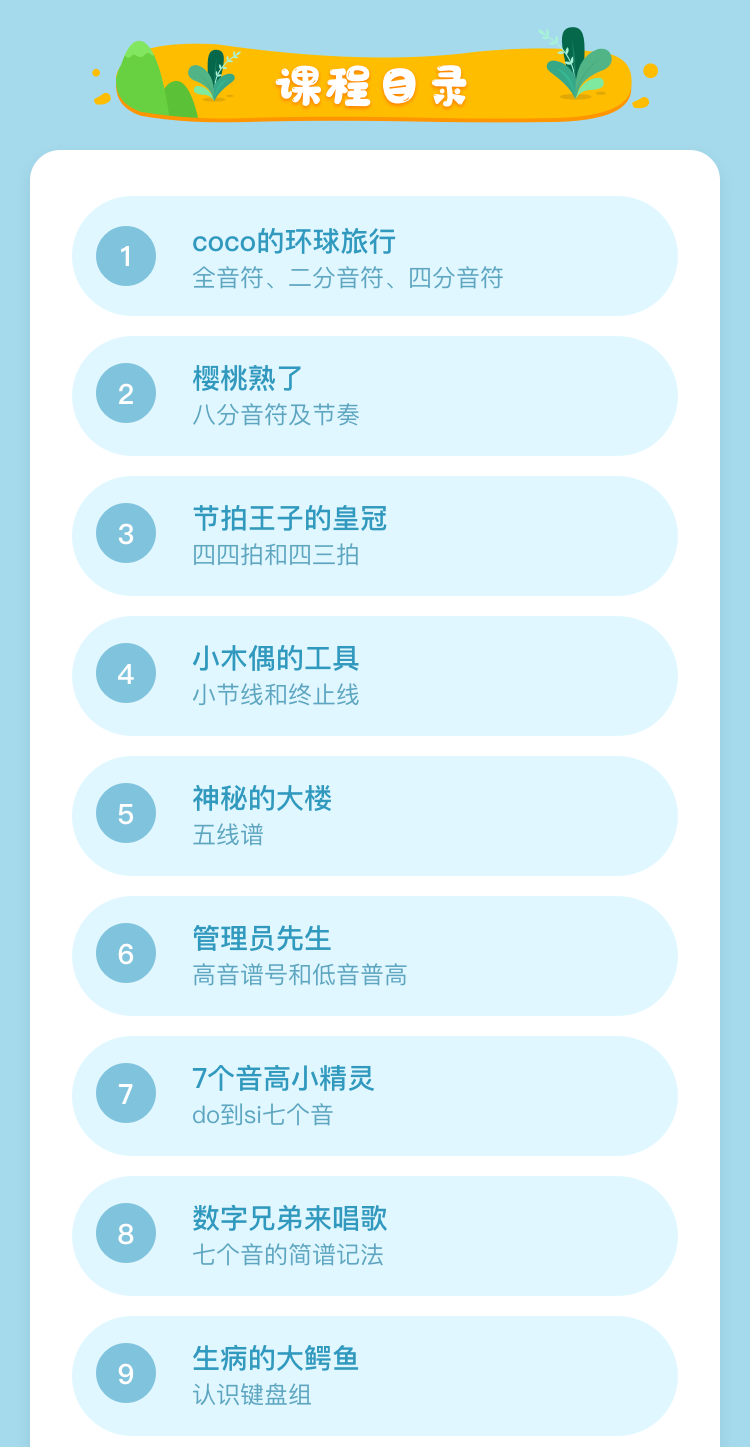 课程目录
1
coco的环球旅行
全音符、二分音符、四分音符
2
樱桃熟了
八分音符及节奏
3
节拍王子的皇冠
四四拍和四三拍
4
小木偶的工具
小节线和终止线
5
神秘的大楼
五线谱
6
管理员先生
高音谱号和低音普高
7
7个音高小精灵
do到si七个音
8
数字兄弟来唱歌
七个音的简谱记法
9
生病的大鳄鱼
认识键盘组